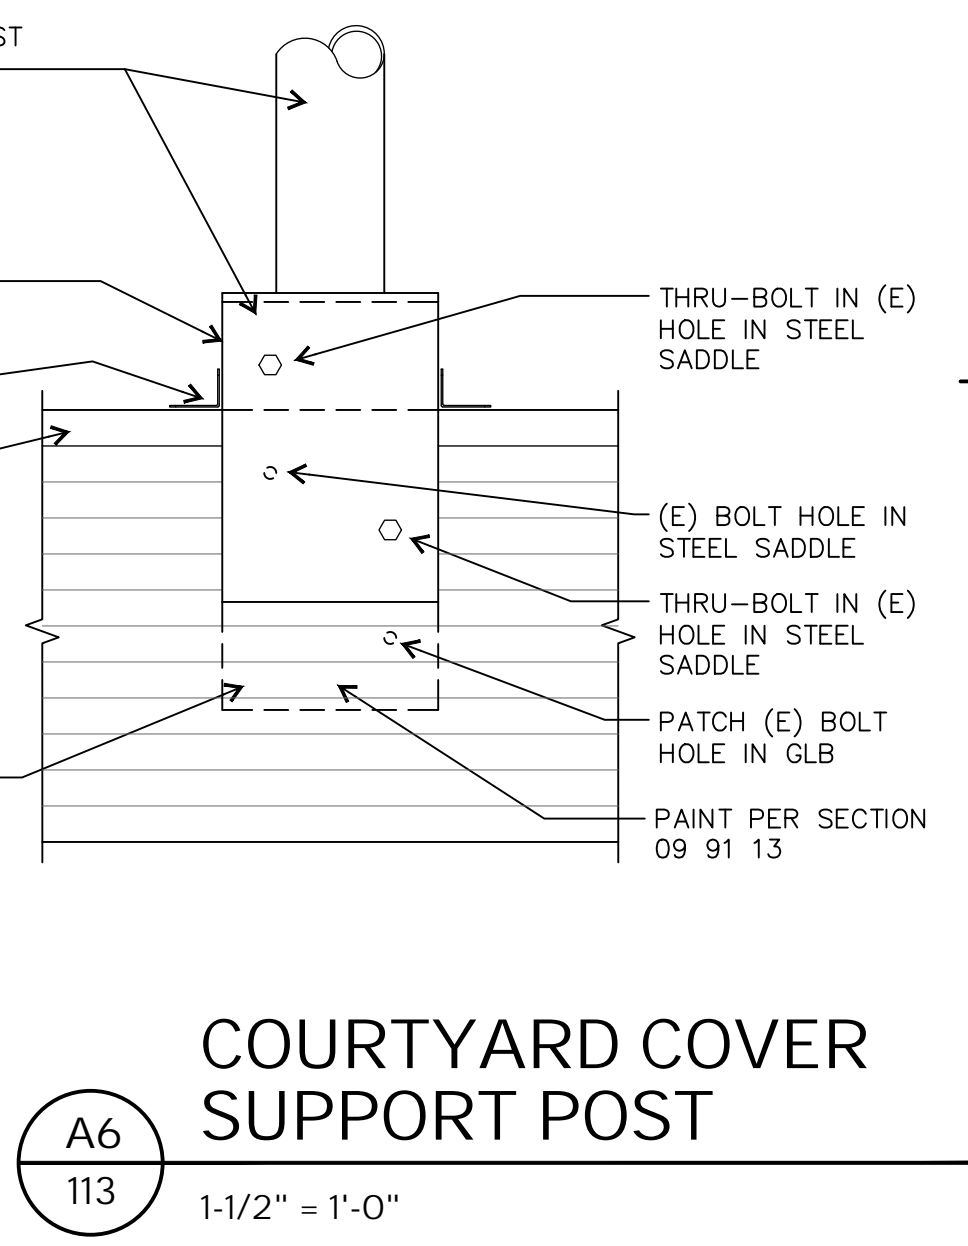 ST
THRU-BOLT IN (E)
HOLE IN STEEL
SADDLE
(E) BOLT HOLE IN
STEEL SADDLE
THRU-BOLT IN (E)
HOLE IN STEEL
SADDLE
PATCH (E) BOLT
HOLE IN GLB
PAINT PER SECTION
09 91 13
COURTYARD COVER
SUPPORT POST
A6
113
1-1/2" = 1'-0"